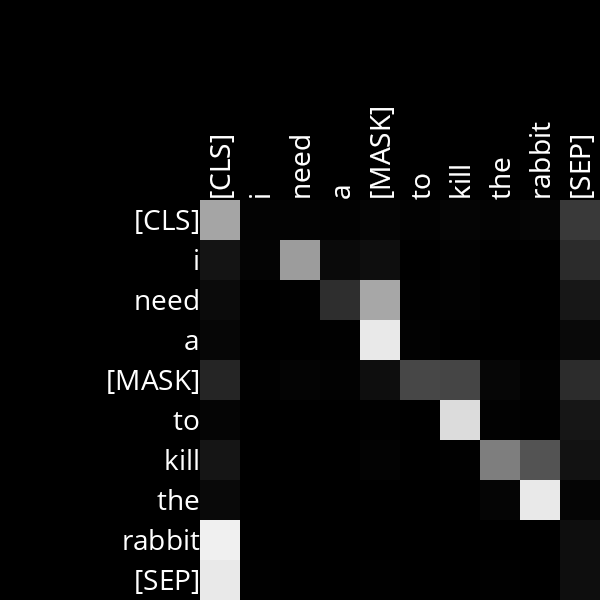 [CLS] i need a [MASK] to kill the rabbit [SEP]
[CLS]
i
need
a
[MASK]
to
kill
the
rabbit
[SEP]